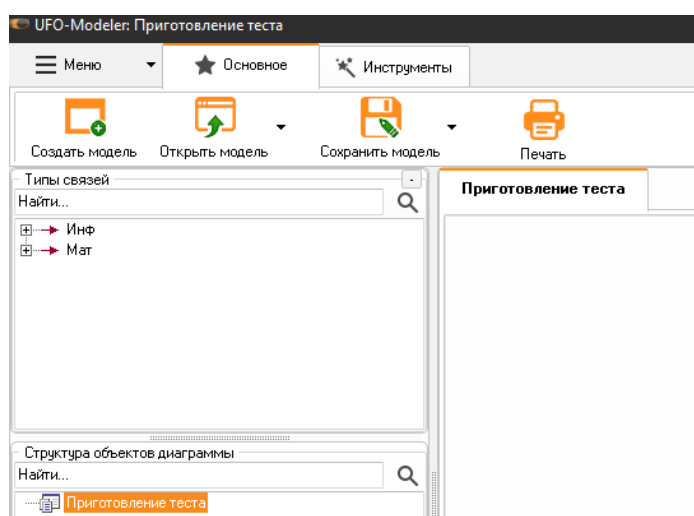 UFO-Modeler: Приготовление теста
Меню
Основное
Инструменты
Создать модель
Открыть модель
Сохранить модель
Печать
Типы связей
Найти...
Инф
Мат
Приготовление теста
Структура объектов диаграммы
Найти...
Приготовление теста